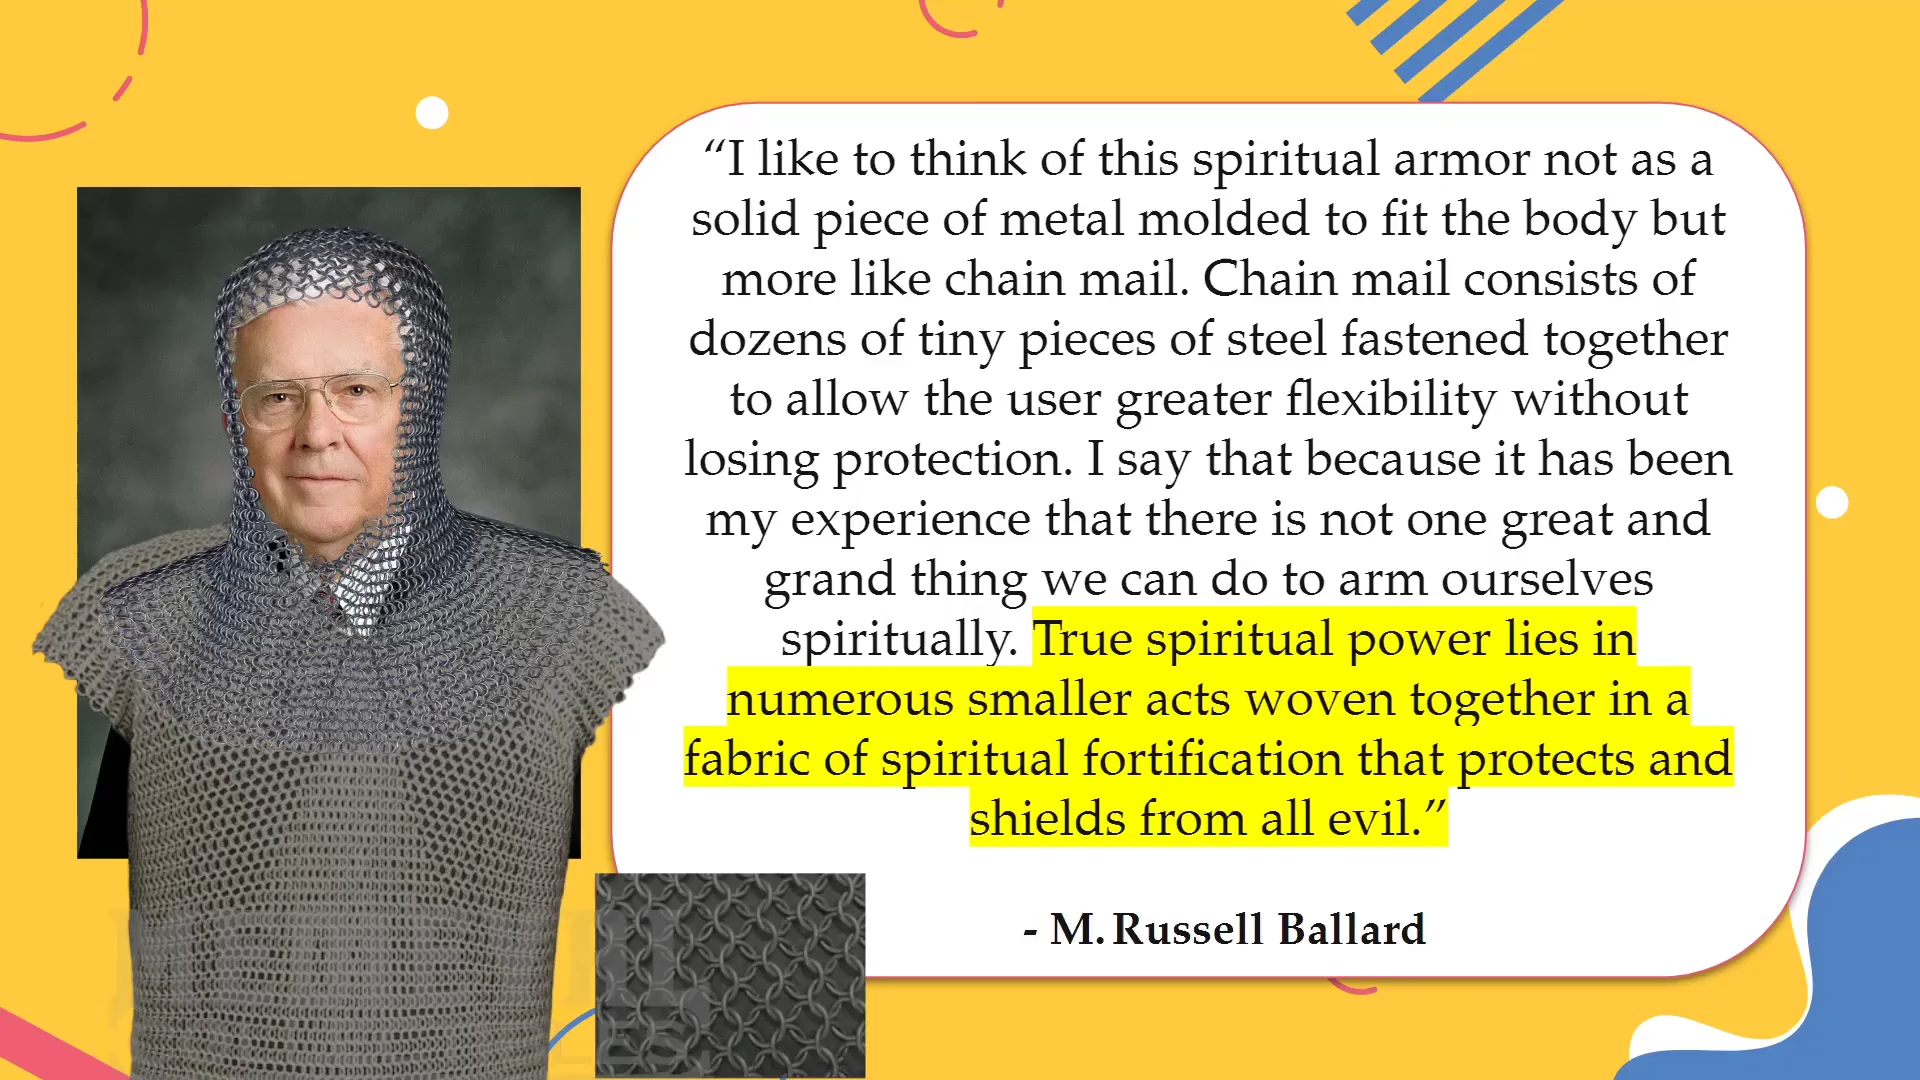 “I like to think of this spiritual armor not as a
solid piece of metal molded to fit the body but
more like chain mail. Chain mail consists of
dozens of tiny pieces of steel fastened together
to allow the user greater flexibility without
losing protection. I say that because it has been
my experience that there is not one great and
grand thing we can do to arm ourselves
spiritually. True spiritual power lies in
numerous smaller acts woven together in a
fabric of spiritual fortification that protects and
shields from all evil.”
- M. Russell Ballard